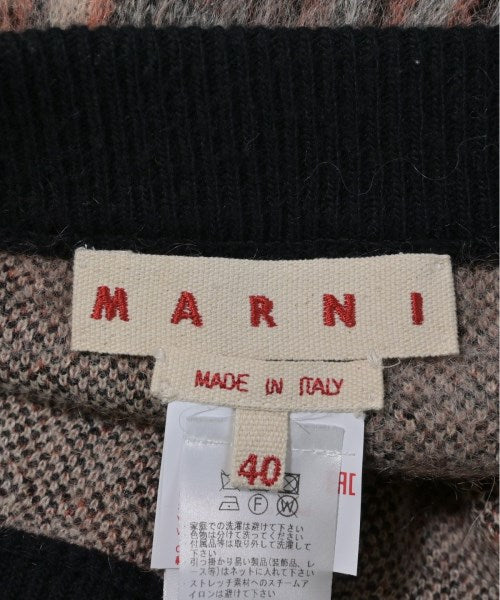 MARNI
MADE IN ITALY
40
F W
・家庭での洗濯は避けて下さい
・色物は分けて洗って下さい
・付属品等は取り外して洗濯して
下さい
・引っ掛かり易い製品(装飾品、レ
ース等)はネットに入れて下さい
・ストレッチ素材へのスチームア
イロンは避けて下さい